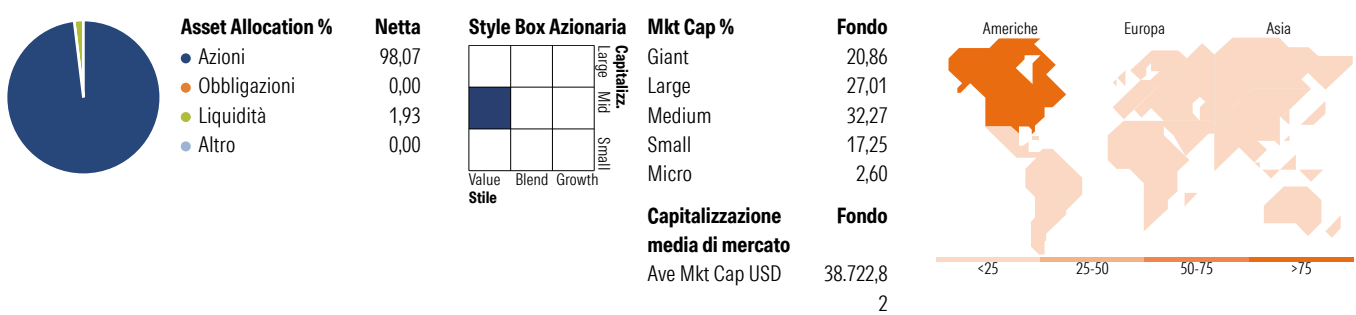 Asset Allocation % Netta
Azioni 98,07
Obbligazioni 0,00
Liquidità 1,93
Altro 0,00
Style Box Azionaria
Large Mid Small
Capitalizz.
Value Blend Growth
Stile
Mkt Cap % Fondo
Giant 20,86
Large 27,01
Medium 32,27
Small 17,25
Micro 2,60
Capitalizzazione Fondo
media di mercato
Ave Mkt Cap USD 38.722,8
2
Americhe Europa Asia
<25 25-50 50-75 >75